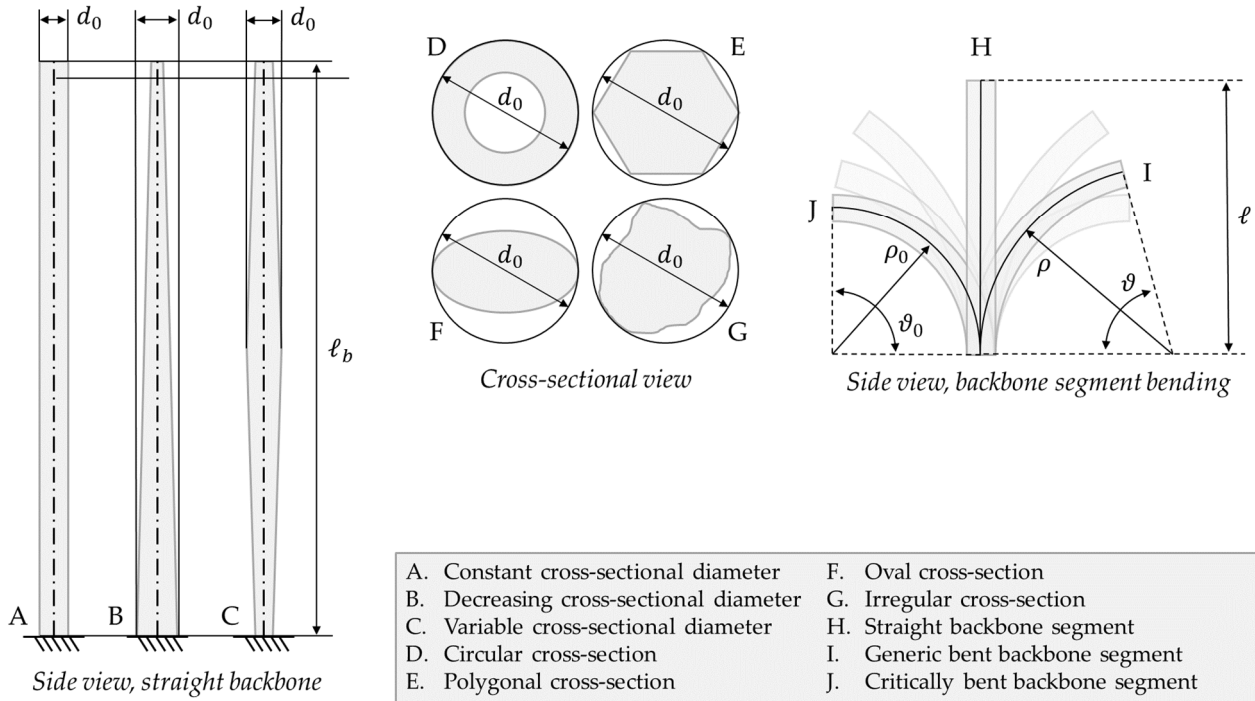 d₀ d₀ d₀
A B C
ℓ_b
Side view, straight backbone
D E
d₀ d₀
d₀ d₀
F G
Cross-sectional view
H
I
J
ρ₀ ρ
ϑ₀ ϑ
ℓ
Side view, backbone segment bending
A. Constant cross-sectional diameter
B. Decreasing cross-sectional diameter
C. Variable cross-sectional diameter
D. Circular cross-section
E. Polygonal cross-section
F. Oval cross-section
G. Irregular cross-section
H. Straight backbone segment
I. Generic bent backbone segment
J. Critically bent backbone segment